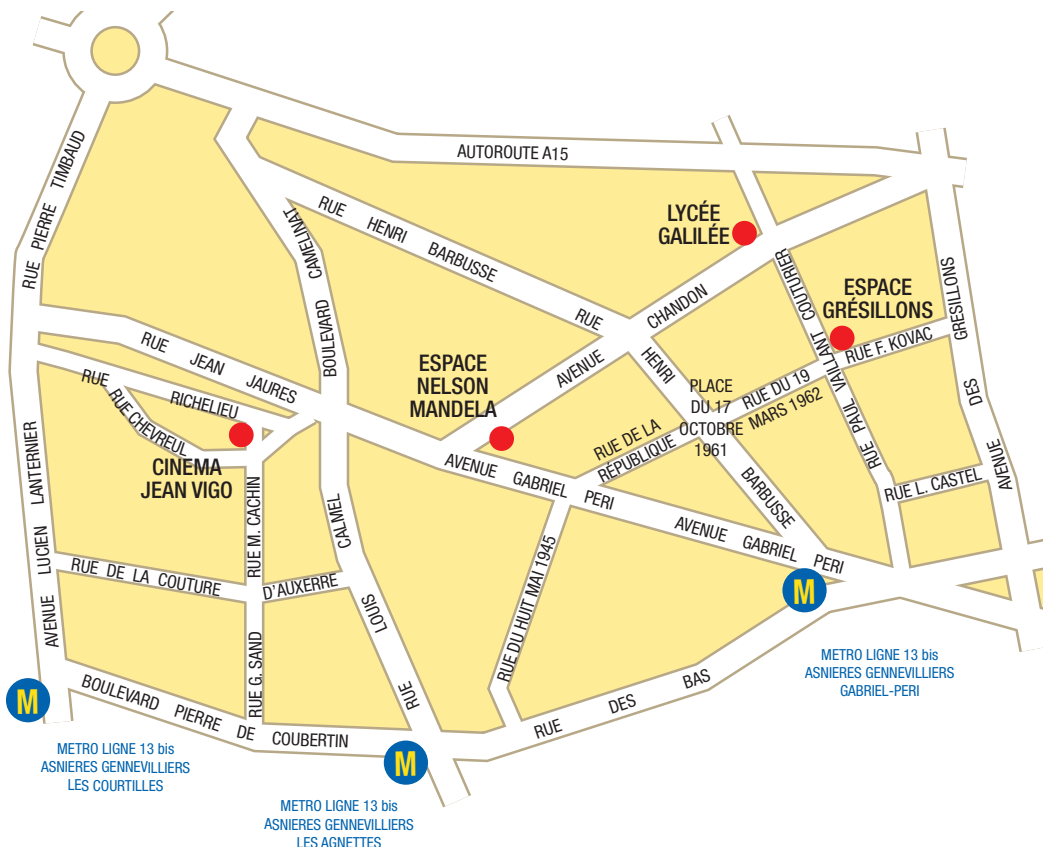 AUTOROUTE A15
RUE PIERRE TIMBAUD
BOULEVARD CAMELINAT
RUE HENRI BARBUSSE
LYCÉE
GALILÉE
RUE PAUL VAILLANT COUTURIER
ESPACE
GRÉSILLONS
AVENUE DES GRESILLONS
AVENUE CHANDON
RUE HENRI BARBUSSE
RUE F. KOVAC
RUE JEAN JAURES
ESPACE
NELSON
MANDELA
PLACE
DU 17
OCTOBRE
1961
RUE DU 19
MARS 1962
RUE RICHELIEU
RUE CHEVREUL
RUE DE LA
RÉPUBLIQUE
CINEMA
JEAN VIGO
AVENUE GABRIEL PERI
AVENUE GABRIEL PERI
RUE L. CASTEL
AVENUE LUCIEN LANTERNIER
RUE M. CACHIN
RUE LOUIS CALMEL
RUE DU HUIT MAI 1945
RUE DE LA COUTURE D'AUXERRE
RUE G. SAND
BOULEVARD PIERRE DE COUBERTIN
RUE DES BAS
M
METRO LIGNE 13 bis
ASNIERES GENNEVILLIERS
GABRIEL-PERI
M
METRO LIGNE 13 bis
ASNIERES GENNEVILLIERS
LES COURTILLES
M
METRO LIGNE 13 bis
ASNIERES GENNEVILLIERS
LES AGNETTES